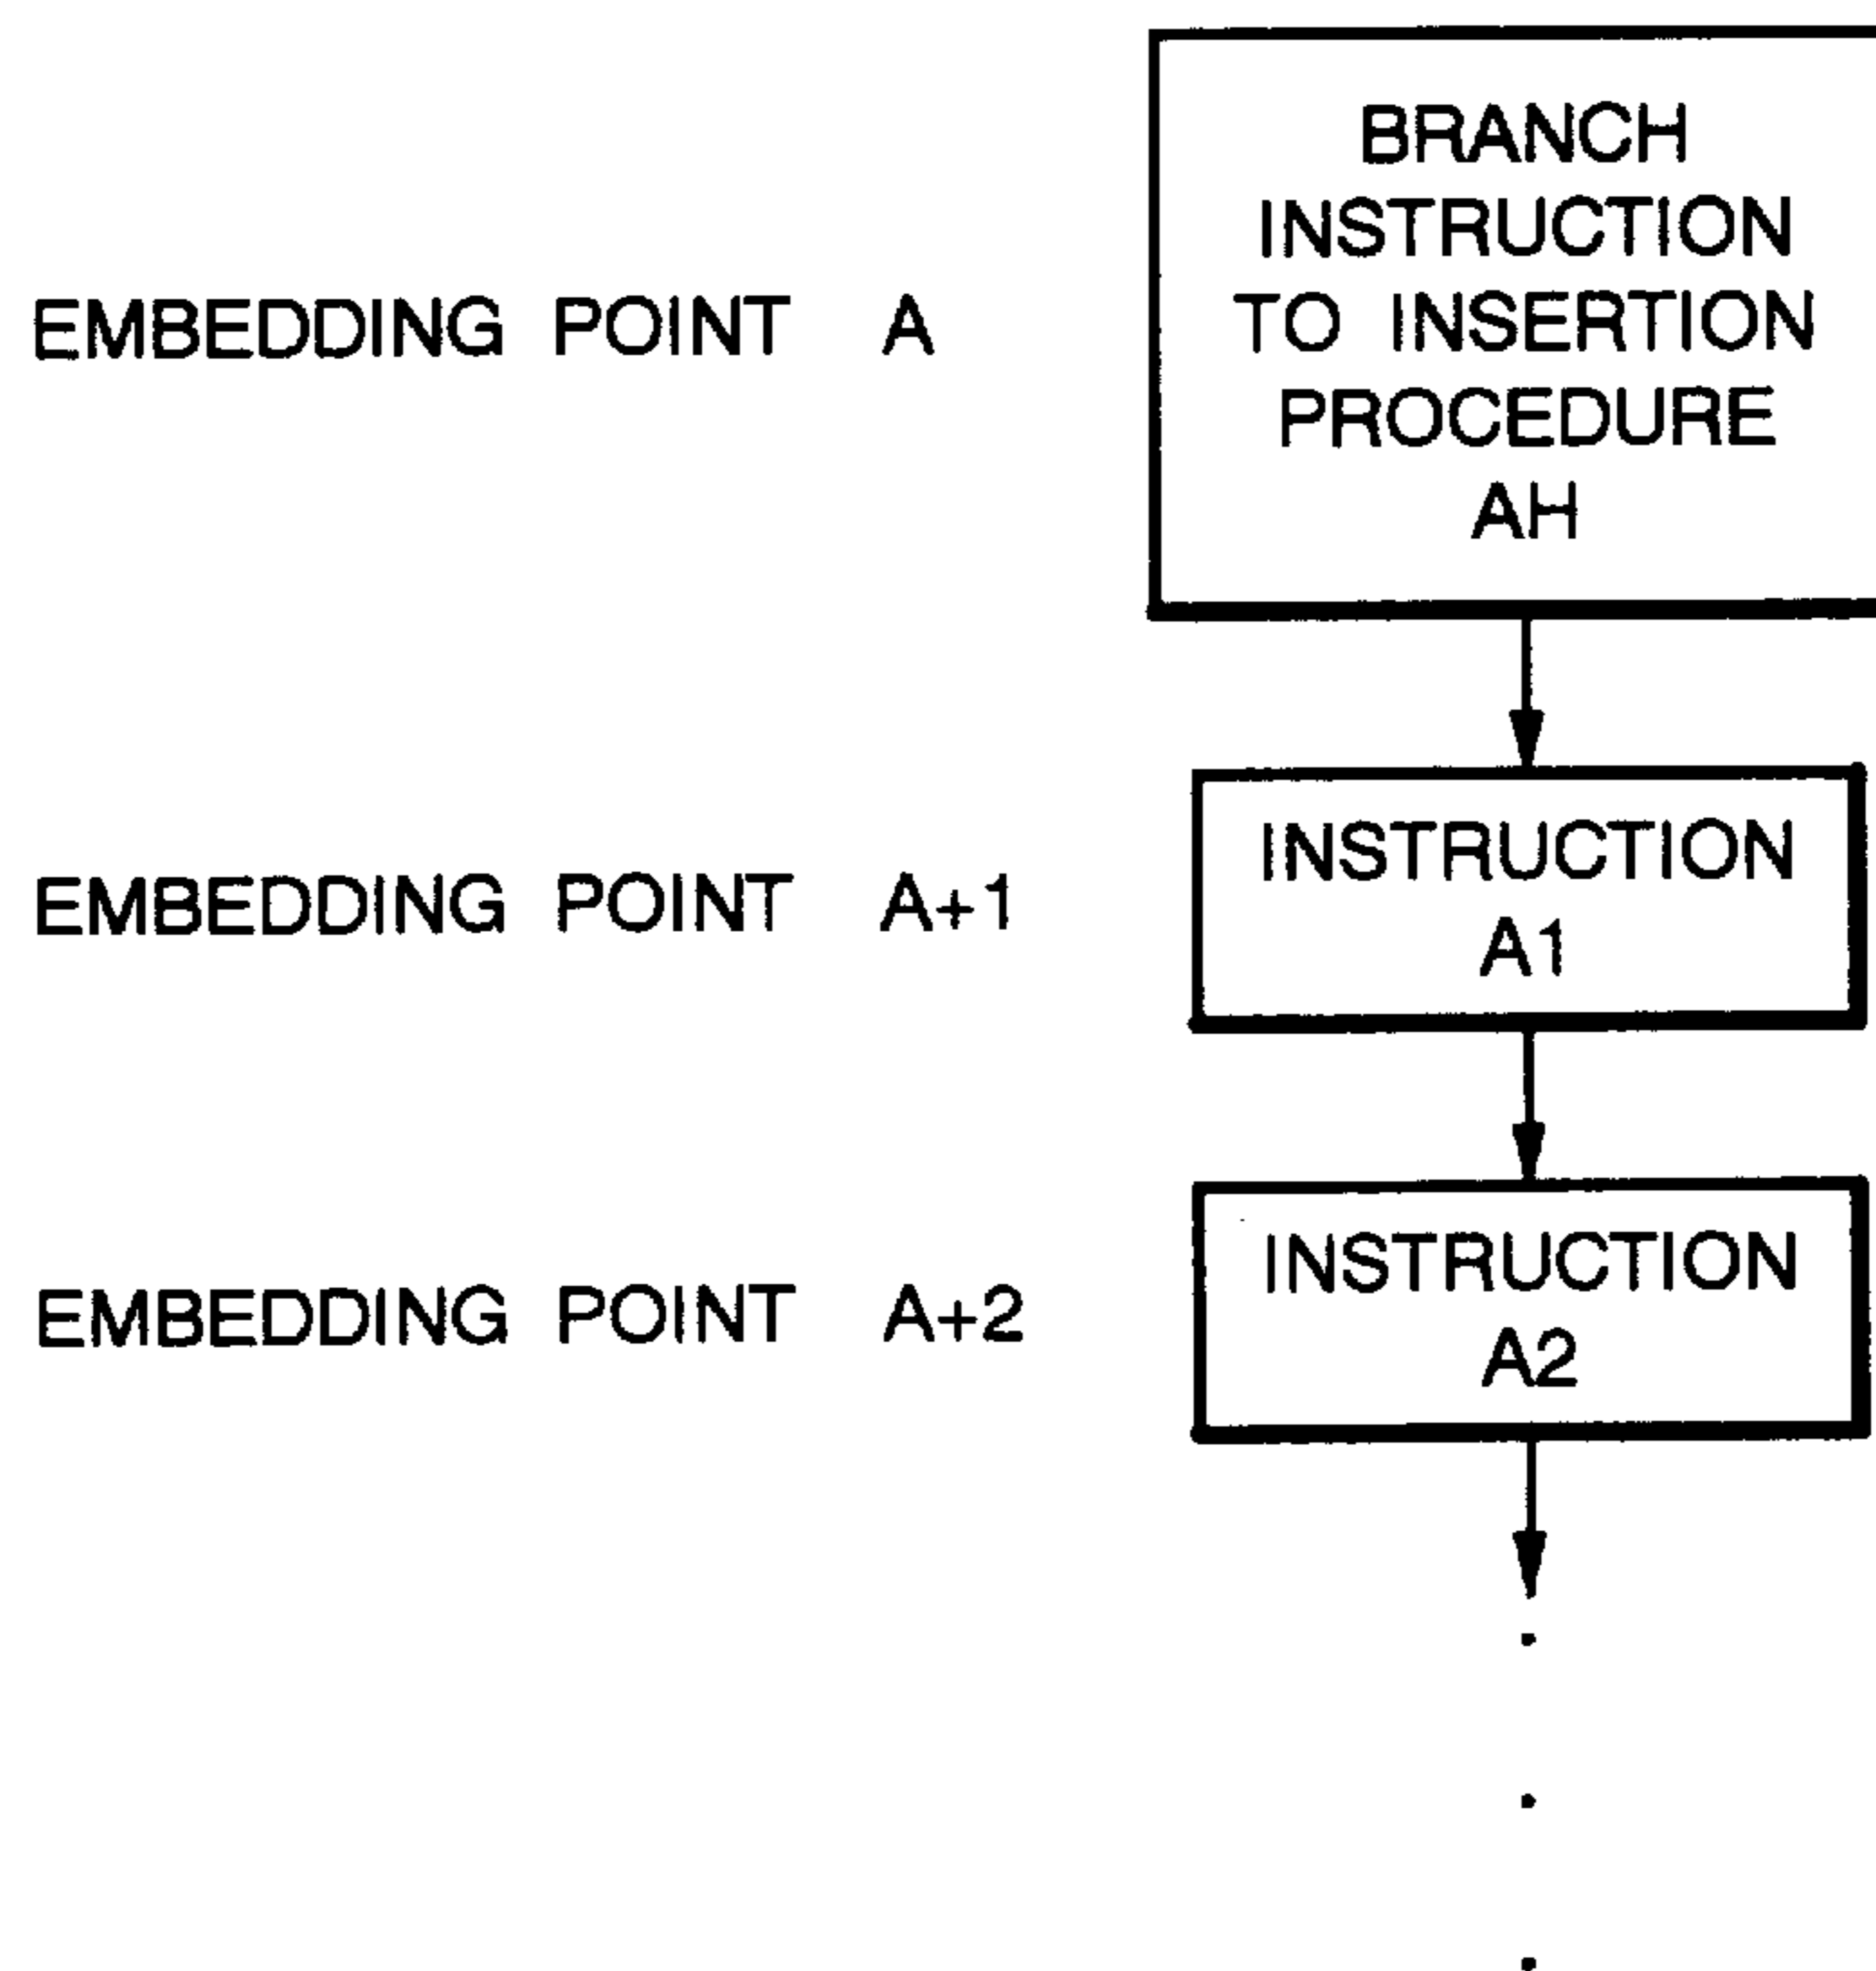 BRANCH
INSTRUCTION
EMBEDDING POINT A
TO INSERTION
PROCEDURE
AH
EMBEDDING POINT A+1
INSTRUCTION
A1
EMBEDDING POINT A+2
INSTRUCTION
A2